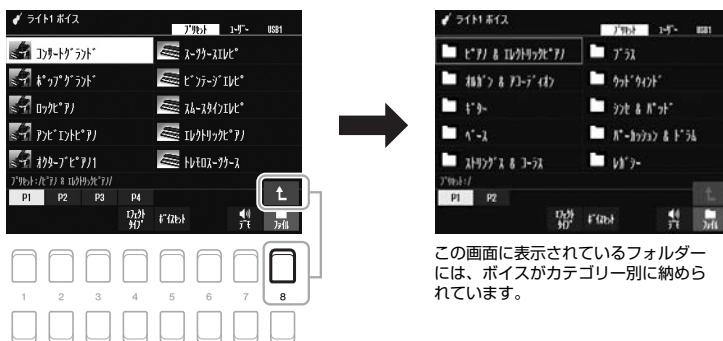 ライト1 ボイス
プリセット ユーザー USB1
コンサートグランド スーツケースエレピ
ポップグランド ビンテージエレピ
ロックピアノ
アンビエントピアノ エレクトリックピアノ
オクターブピアノ1 トレモロスーツケース
プリセット:/ピアノ & エレクトリックピアノ/
P1 P2 P3 P4
エフェクト タイプ ボイスセット デモ ファイル
1 2 3 4 5 6 7 8
ライト1 ボイス
プリセット ユーザー USB1
ピアノ & エレクトリックピアノ ブラス
オルガン & アコーディオン ウッドウィンド
ギター シンセ & パッド
ベース パーカッション & ドラム
ストリングス & コーラス レガシー
プリセット:/
P1 P2
エフェクト タイプ ボイスセット デモ ファイル
この画面に表示されているフォルダー
には、ボイスがカテゴリー別に納めら
れています。